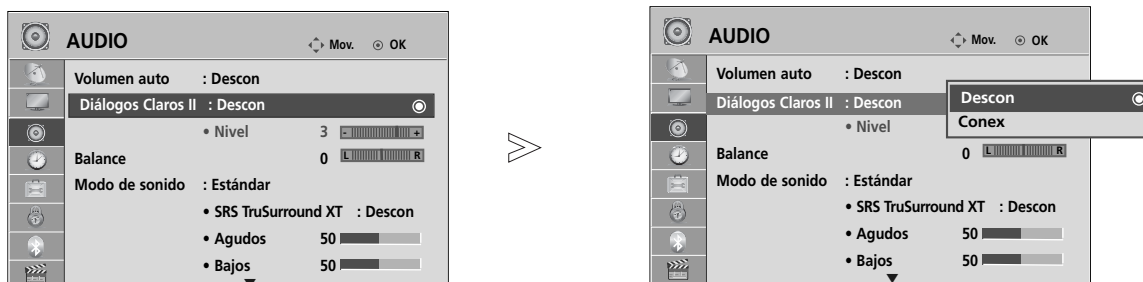 AUDIO Mov. OK
Volumen auto : Descon
Diálogos Claros II : Descon
• Nivel 3 - +
Balance 0 L R
Modo de sonido : Estándar
• SRS TruSurround XT : Descon
• Agudos 50
• Bajos 50
AUDIO Mov. OK
Volumen auto : Descon
Diálogos Claros II : Descon
• Nivel
Descon
Conex
Balance 0 L R
Modo de sonido : Estándar
• SRS TruSurround XT : Descon
• Agudos 50
• Bajos 50